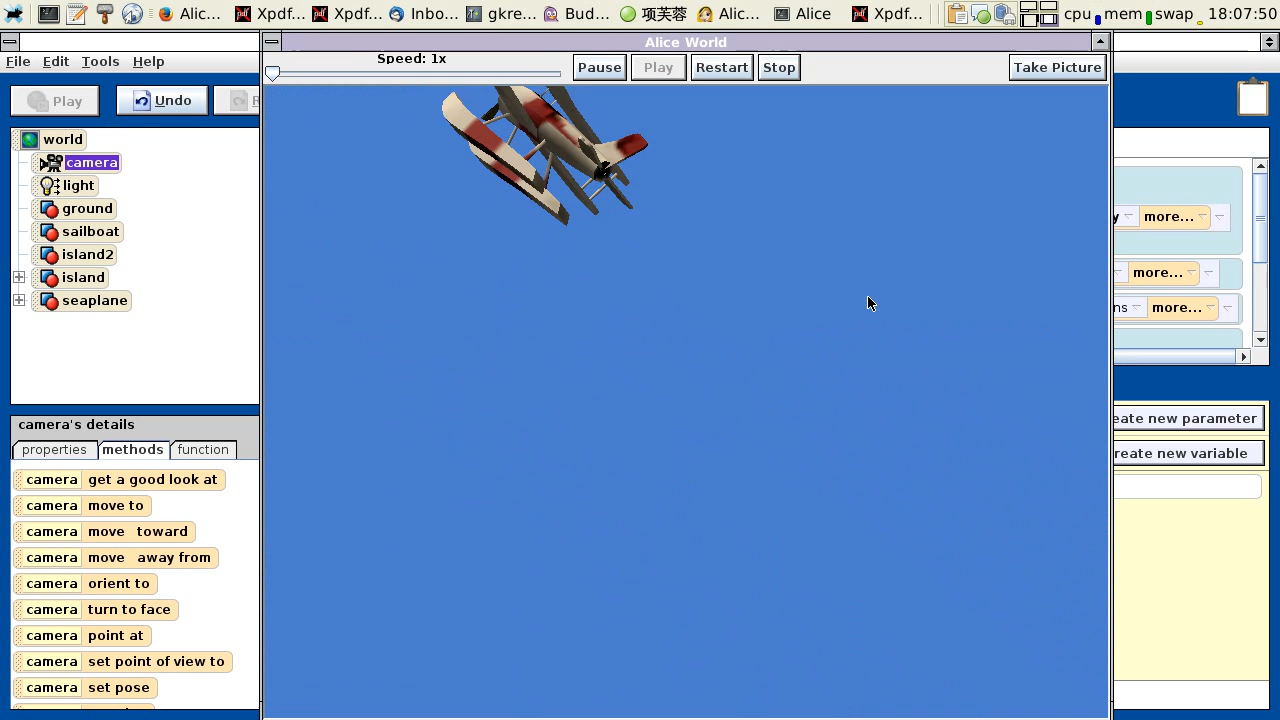 Alic... Xpdf... Xpdf... Inbo... gkre... Bud... 项芙蓉 Alic... Alice Xpdf... cpu mem swap 18:07:50
Alice World
File Edit Tools Help
Speed: 1x
Pause Play Restart Stop Take Picture
Play Undo
world
camera
light
ground
sailboat
island2
island
seaplane
more...
more...
ns more...
camera's details
properties methods function
camera get a good look at
camera move to
camera move toward
camera move away from
camera orient to
camera turn to face
camera point at
camera set point of view to
camera set pose
eate new parameter
reate new variable